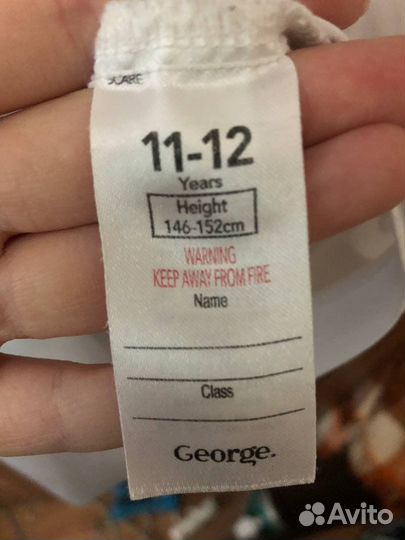 11-12
Years
Height
146-152cm
WARNING
KEEP AWAY FROM FIRE
Name
Class
George.
Avito